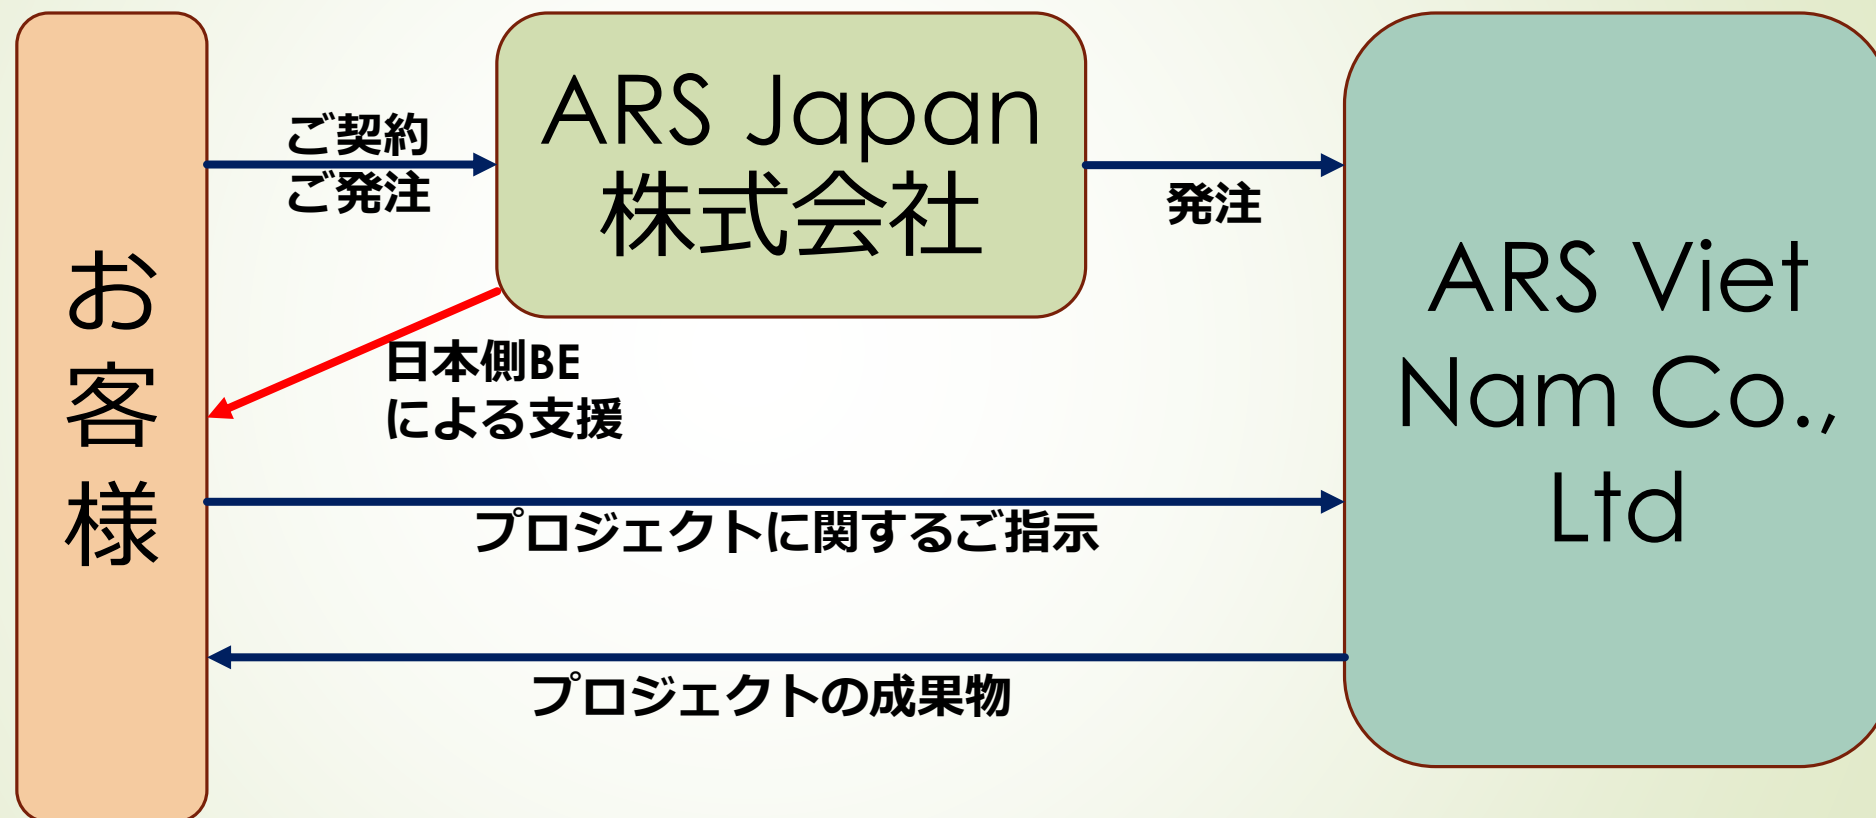 お
客
様
ご契約
ご発注
ARS Japan
株式会社
発注
日本側BE
による支援
プロジェクトに関するご指示
プロジェクトの成果物
ARS Viet
Nam Co.,
Ltd